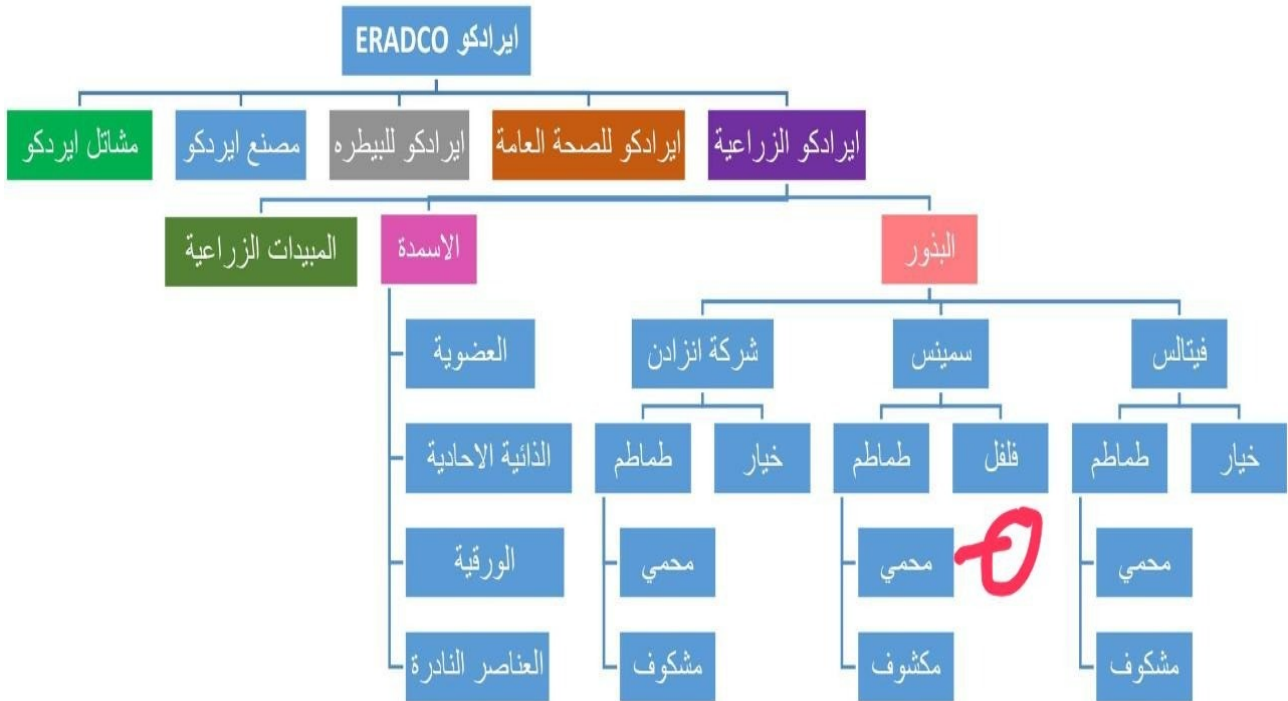 ايرادكو ERADCO
ايرادكو الزراعية
ايرادكو للصحة العامة
ايرادكو للبيطره
مصنع ايردكو
مشاتل ايردكو
البذور
الاسمدة
المبيدات الزراعية
فيتالس
سمينس
شركة انزادن
العضوية
خيار
طماطم
فلفل
طماطم
خيار
طماطم
الذائية الاحادية
محمي
محمي
محمي
الورقية
مشكوف
مكشوف
مشكوف
العناصر النادرة